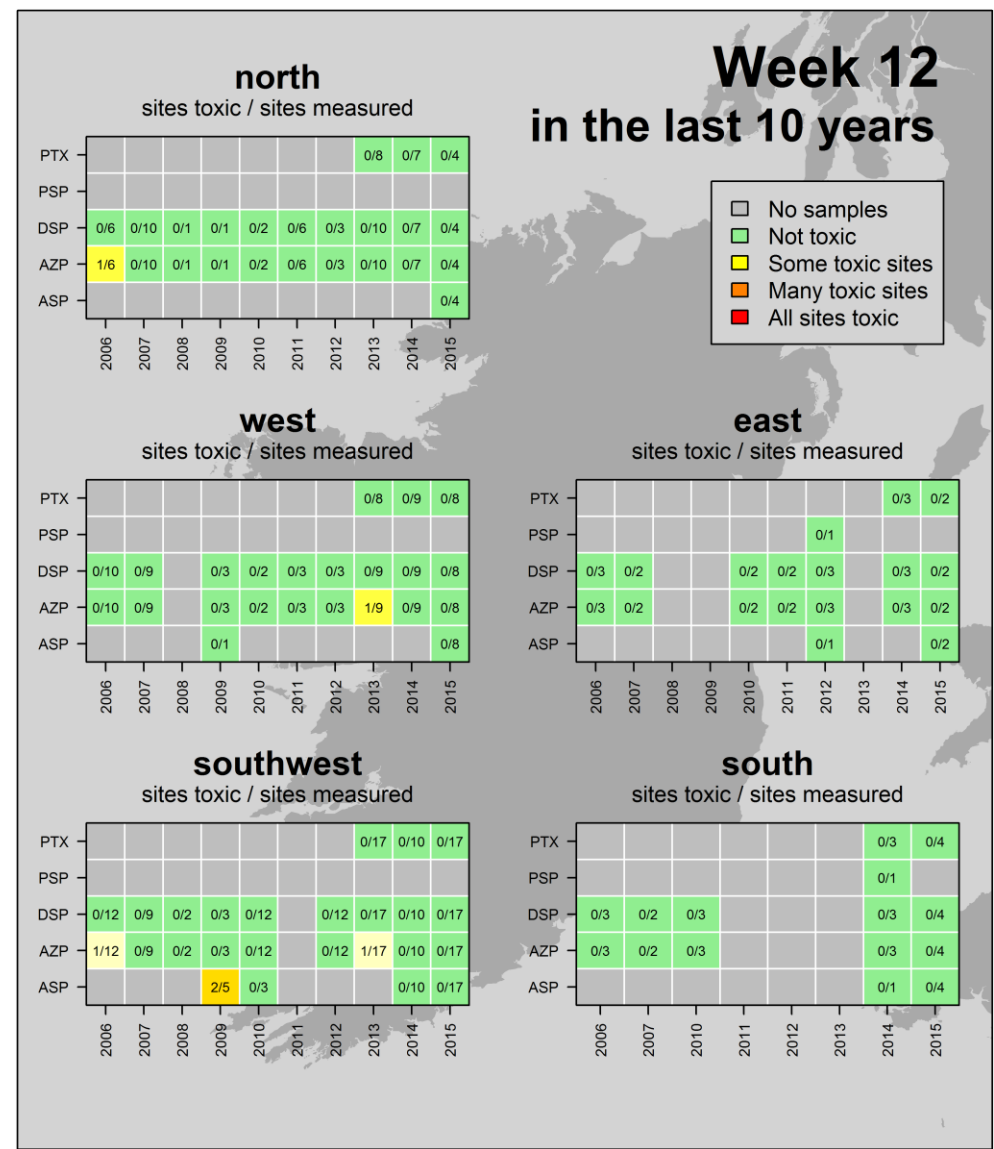 Week 12
in the last 10 years
No samples
Not toxic
Some toxic sites
Many toxic sites
All sites toxic
north
sites toxic / sites measured
PTX 0/8 0/7 0/4
PSP
DSP 0/6 0/10 0/1 0/1 0/2 0/6 0/3 0/10 0/7 0/4
AZP 1/6 0/10 0/1 0/1 0/2 0/6 0/3 0/10 0/7 0/4
ASP 0/4
2006 2007 2008 2009 2010 2011 2012 2013 2014 2015
west
sites toxic / sites measured
PTX 0/8 0/9 0/8
PSP
DSP 0/10 0/9 0/3 0/2 0/3 0/3 0/9 0/9 0/8
AZP 0/10 0/9 0/3 0/2 0/3 0/3 1/9 0/9 0/8
ASP 0/1 0/8
2006 2007 2008 2009 2010 2011 2012 2013 2014 2015
east
sites toxic / sites measured
PTX 0/3 0/2
PSP 0/1
DSP 0/3 0/2 0/2 0/2 0/3 0/3 0/2
AZP 0/3 0/2 0/2 0/2 0/3 0/3 0/2
ASP 0/1 0/2
2006 2007 2008 2009 2010 2011 2012 2013 2014 2015
southwest
sites toxic / sites measured
PTX 0/17 0/10 0/17
PSP
DSP 0/12 0/9 0/2 0/3 0/12 0/12 0/17 0/10 0/17
AZP 1/12 0/9 0/2 0/3 0/12 0/12 1/17 0/10 0/17
ASP 2/5 0/3 0/10 0/17
2006 2007 2008 2009 2010 2011 2012 2013 2014 2015
south
sites toxic / sites measured
PTX 0/3 0/4
PSP 0/1
DSP 0/3 0/2 0/3 0/3 0/4
AZP 0/3 0/2 0/3 0/3 0/4
ASP 0/1 0/4
2006 2007 2010 2011 2012 2013 2014 2015